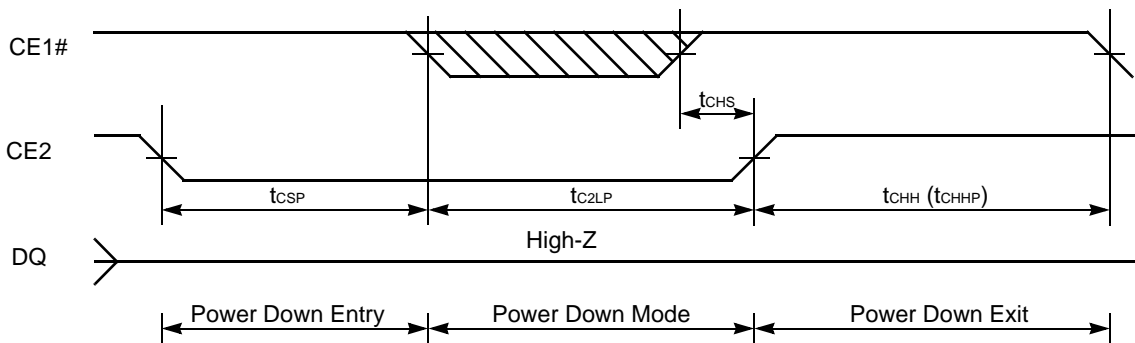 CE1#
tCHS
CE2
tCSP
tC2LP
tCHH (tCHHP)
High-Z
DQ
Power Down Entry
Power Down Mode
Power Down Exit